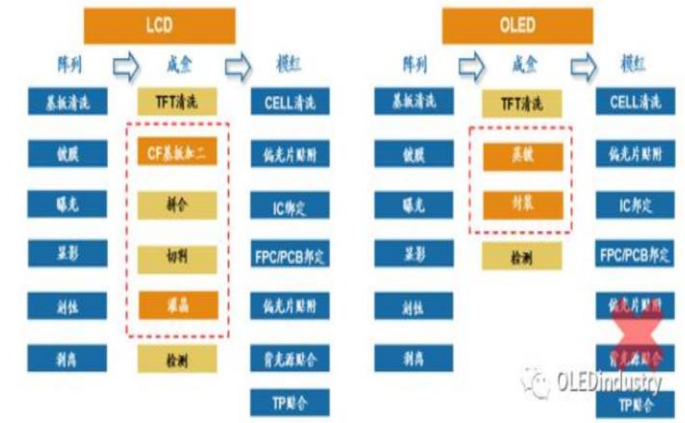 LCD
阵列
成盒
模组
基板清洗
TFT清洗
CELL清洗
镀膜
CF基板加工
偏光片贴附
曝光
拼合
IC绑定
显影
切割
FPC/PCB邦定
刻蚀
灌晶
偏光片贴附
剥离
检测
背光源贴合
TP贴合
OLED
阵列
成盒
模组
基板清洗
TFT清洗
CELL清洗
镀膜
蒸镀
偏光片贴附
曝光
封装
IC邦定
显影
检测
FPC/PCB邦定
刻蚀
偏光片贴附
剥离
背光源贴合
TP贴合
OLEDindustry